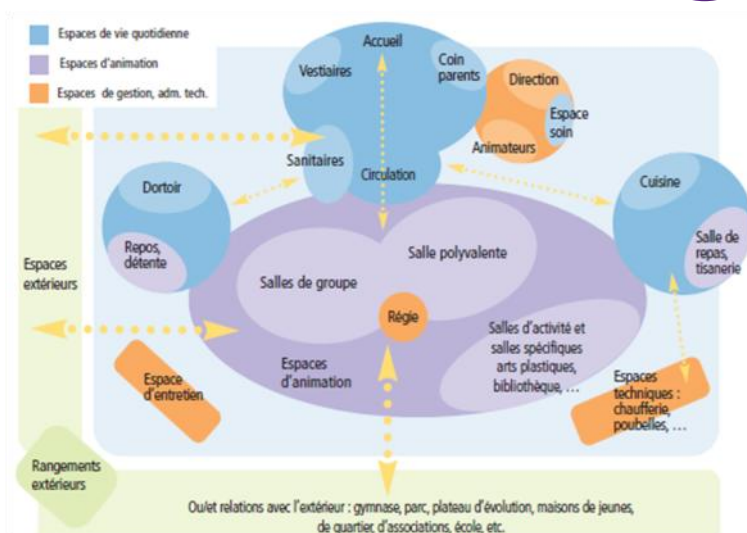 Espaces de vie quotidienne
Espaces d'animation
Espaces de gestion, adm. tech.
Accueil
Vestiaires
Coin
parents
Direction
Espace
soin
Animateurs
Sanitaires
Circulation
Dortoir
Repos,
détente
Cuisine
Salle de
repas,
tisanerie
Espaces
extérieurs
Salle polyvalente
Salles de groupe
Régie
Salles d'activité et
salles spécifiques
arts plastiques,
bibliothèque, ...
Espaces
d'animation
Espace
d'entretien
Espaces
techniques :
chaufferie,
poubelles, ...
Rangements
extérieurs
Ou/et relations avec l'extérieur : gymnase, parc, plateau d'évolution, maisons de jeunes,
de quartier, d'associations, école, etc.